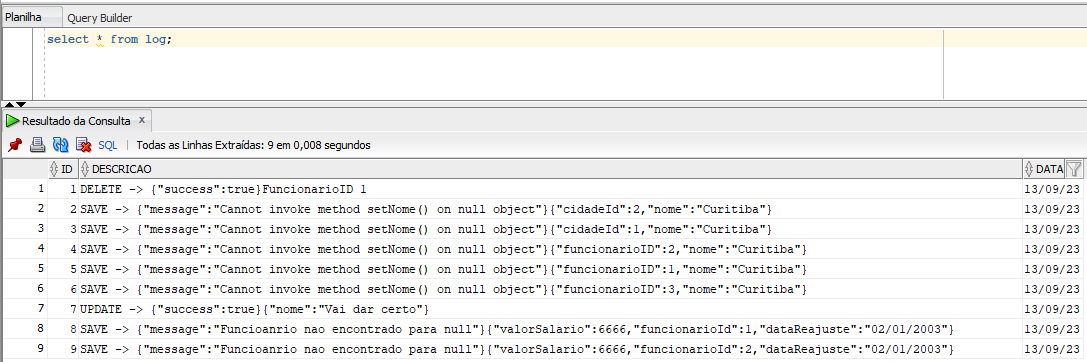 Planilha Query Builder
select * from log;
Resultado da Consulta x
SQL | Todas as Linhas Extraídas: 9 em 0,008 segundos
ID DESCRICAO DATA
1 1 DELETE -> {"success":true}FuncionarioID 1 13/09/23
2 2 SAVE -> {"message":"Cannot invoke method setNome() on null object"}{"cidadeId":2,"nome":"Curitiba"} 13/09/23
3 3 SAVE -> {"message":"Cannot invoke method setNome() on null object"}{"cidadeId":1,"nome":"Curitiba"} 13/09/23
4 4 SAVE -> {"message":"Cannot invoke method setNome() on null object"}{"funcionarioID":2,"nome":"Curitiba"} 13/09/23
5 5 SAVE -> {"message":"Cannot invoke method setNome() on null object"}{"funcionarioID":1,"nome":"Curitiba"} 13/09/23
6 6 SAVE -> {"message":"Cannot invoke method setNome() on null object"}{"funcionarioID":3,"nome":"Curitiba"} 13/09/23
7 7 UPDATE -> {"success":true}{"nome":"Vai dar certo"} 13/09/23
8 8 SAVE -> {"message":"Funcioanrio nao encontrado para null"}{"valorSalario":6666,"funcionarioId":1,"dataReajuste":"02/01/2003"} 13/09/23
9 9 SAVE -> {"message":"Funcioanrio nao encontrado para null"}{"valorSalario":6666,"funcionarioId":2,"dataReajuste":"02/01/2003"} 13/09/23